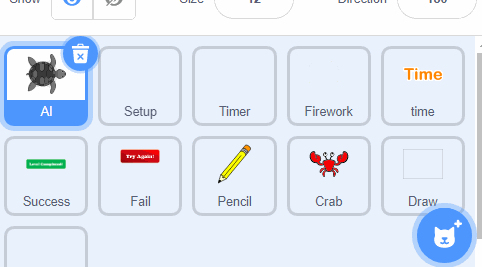 Show Size 12 Direction 180
Time
AI Setup Timer Firework time
Level Complete! Try Again!
Success Fail Pencil Crab Draw